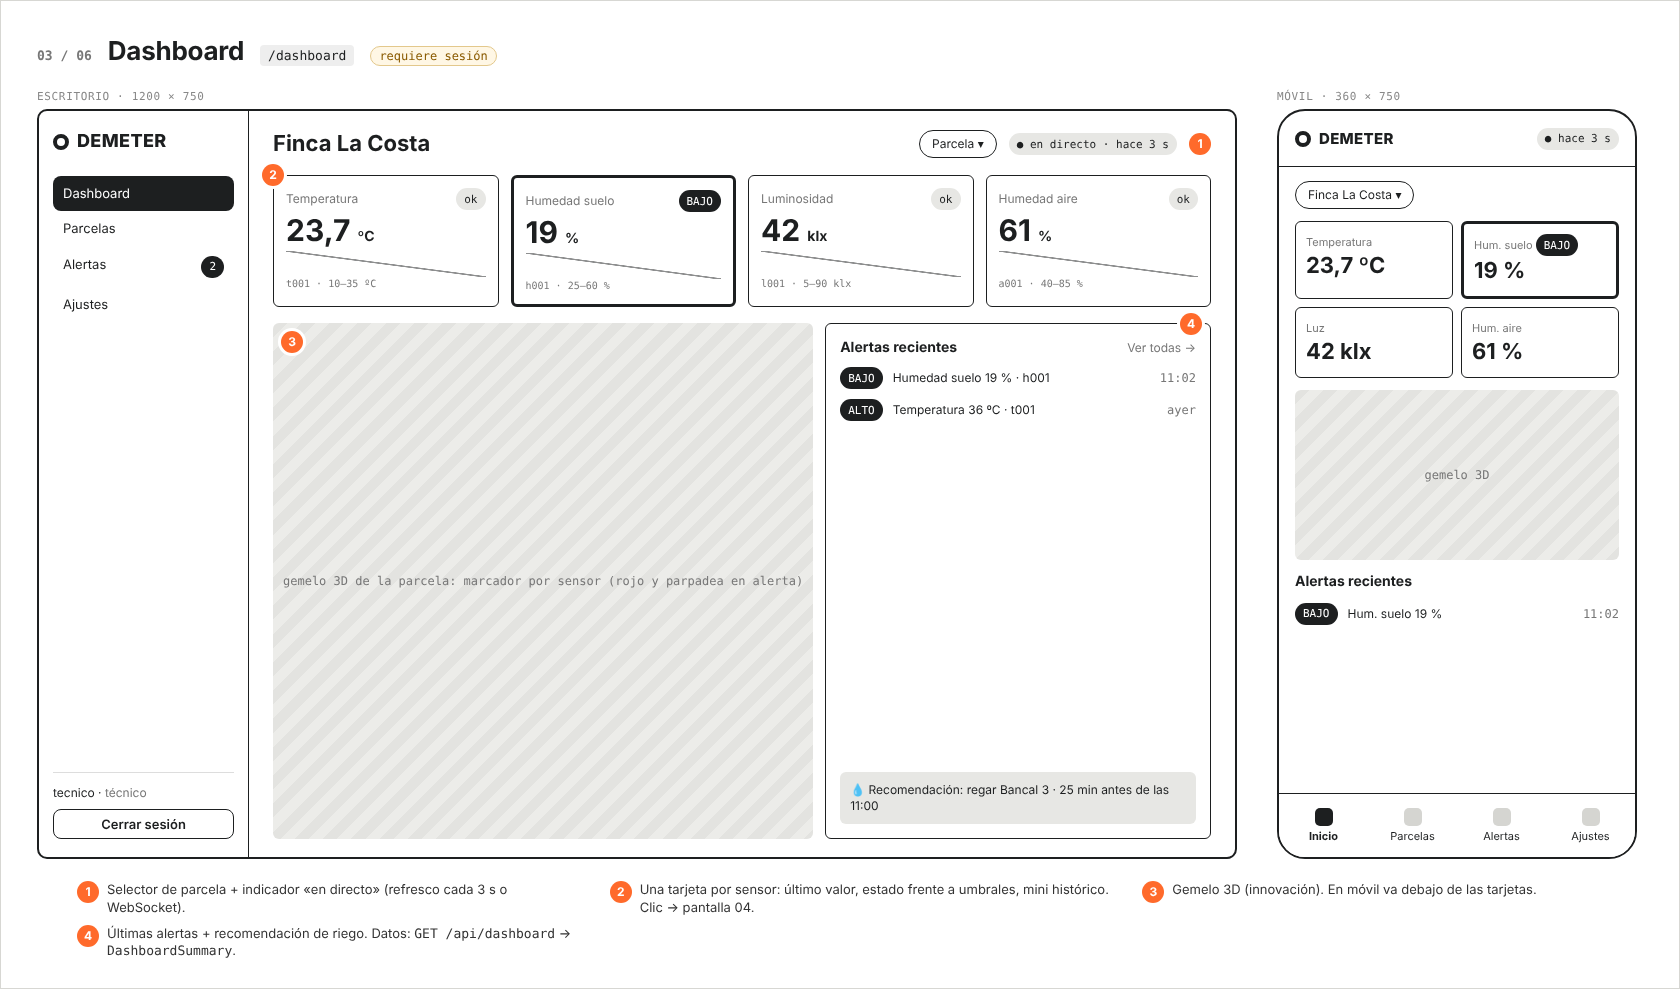 03 / 06 Dashboard /dashboard requiere sesión
ESCRITORIO · 1200 × 750
DEMETER
Dashboard
Parcelas
Alertas 2
Ajustes
tecnico · técnico
Cerrar sesión
Finca La Costa
Parcela ▾
● en directo · hace 3 s
1
2
Temperatura ok
23,7 ºC
t001 · 10–35 ºC
Humedad suelo BAJO
19 %
h001 · 25–60 %
Luminosidad ok
42 klx
l001 · 5–90 klx
Humedad aire ok
61 %
a001 · 40–85 %
3
gemelo 3D de la parcela: marcador por sensor (rojo y parpadea en alerta)
4
Alertas recientes Ver todas →
BAJO Humedad suelo 19 % · h001 11:02
ALTO Temperatura 36 ºC · t001 ayer
💧 Recomendación: regar Bancal 3 · 25 min antes de las
11:00
MÓVIL · 360 × 750
DEMETER ● hace 3 s
Finca La Costa ▾
Temperatura
23,7 ºC
Hum. suelo BAJO
19 %
Luz
42 klx
Hum. aire
61 %
gemelo 3D
Alertas recientes
BAJO Hum. suelo 19 % 11:02
Inicio Parcelas Alertas Ajustes
1 Selector de parcela + indicador «en directo» (refresco cada 3 s o
WebSocket).
2 Una tarjeta por sensor: último valor, estado frente a umbrales, mini histórico.
Clic → pantalla 04.
3 Gemelo 3D (innovación). En móvil va debajo de las tarjetas.
4 Últimas alertas + recomendación de riego. Datos: GET /api/dashboard →
DashboardSummary.